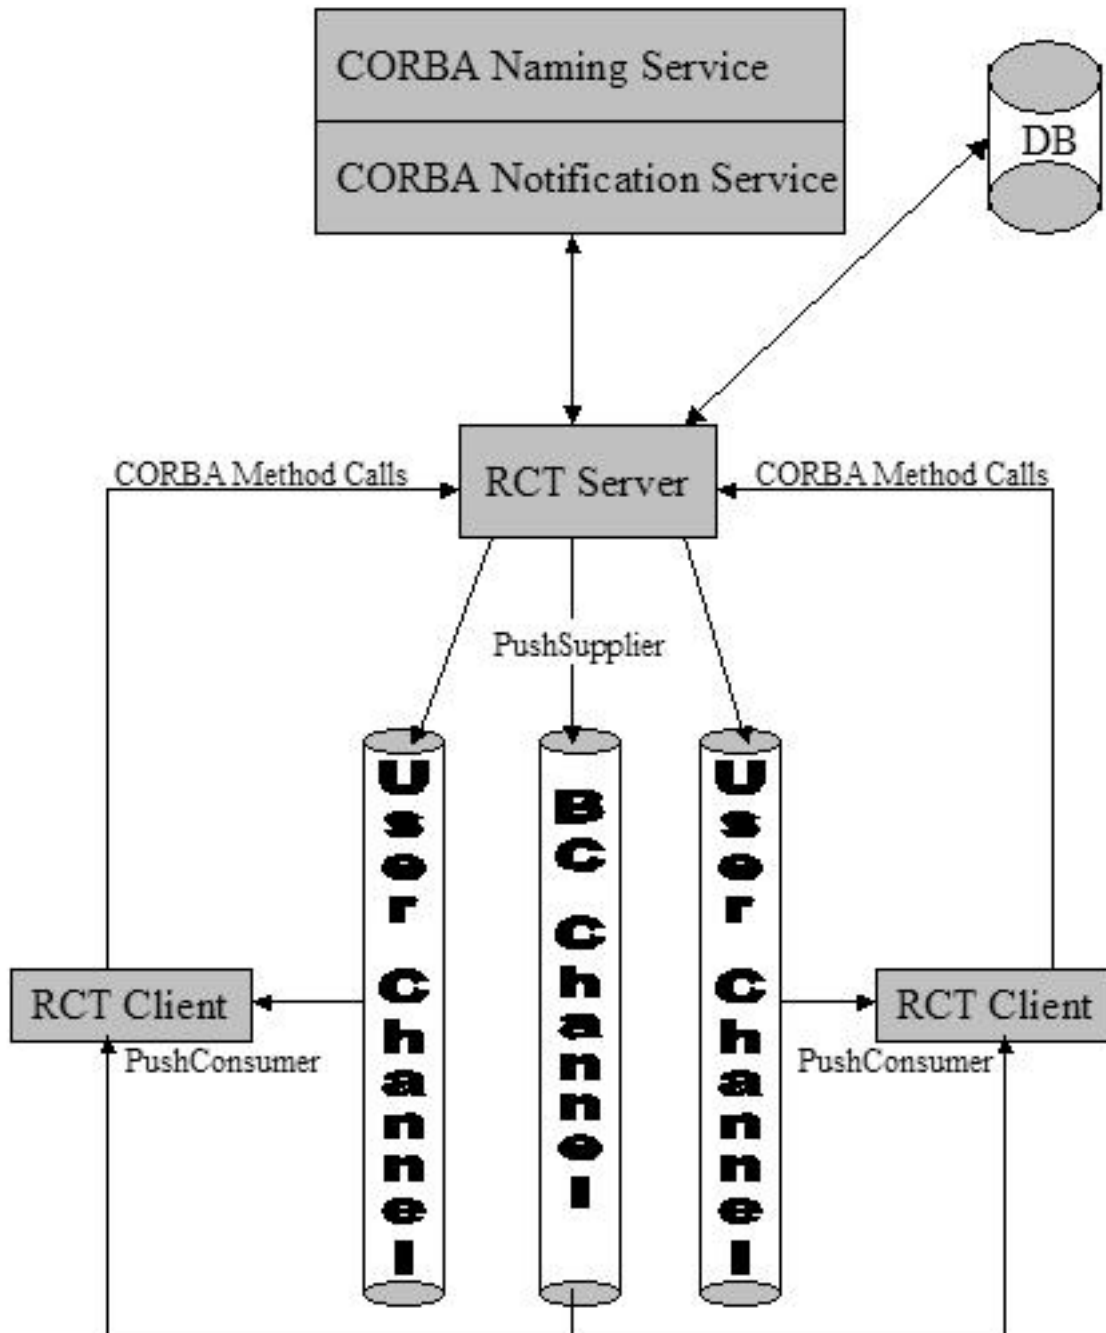 CORBA Naming Service
DB
CORBA Notification Service
CORBA Method Calls
RCT Server
CORBA Method Calls
PushSupplier
User Channel
BC Channel
User Channel
RCT Client
RCT Client
PushConsumer
PushConsumer